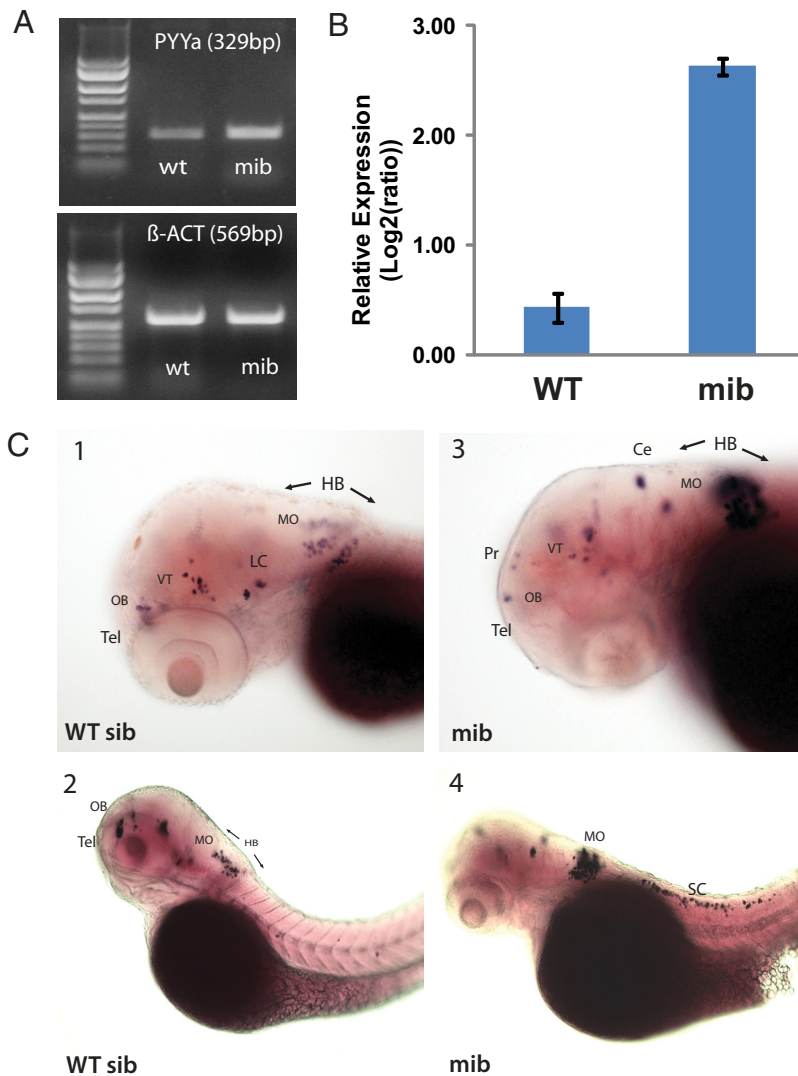 A
PYYa (329bp)
wt
mib
ß-ACT (569bp)
wt
mib
B
Relative Expression
(Log2(ratio))
3.00
2.00
1.00
0.00
WT
mib
C
1
HB
MO
LC
VT
OB
Tel
WT sib
3
Ce
HB
MO
Pr
VT
OB
Tel
mib
2
OB
Tel
MO
HB
WT sib
4
MO
SC
mib